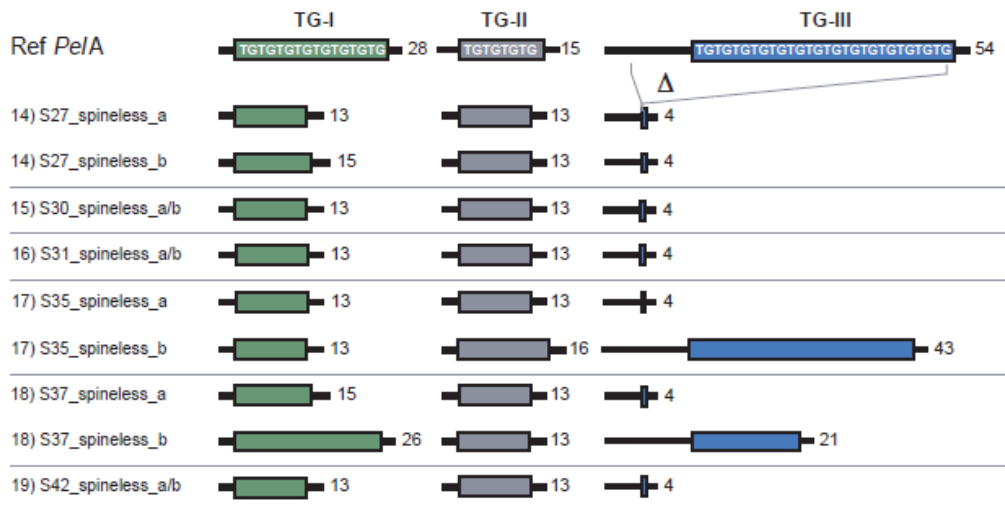 TG-I TG-II TG-III
Ref PelA TGTGTGTGTGTGTGTG 28 TGTGTGTG 15 TGTGTGTGTGTGTGTGTGTGTGTGTGTG 54
Δ
14) S27_spineless_a 13 13 4
14) S27_spineless_b 15 13 4
15) S30_spineless_a/b 13 13 4
16) S31_spineless_a/b 13 13 4
17) S35_spineless_a 13 13 4
17) S35_spineless_b 13 16 43
18) S37_spineless_a 15 13 4
18) S37_spineless_b 26 13 21
19) S42_spineless_a/b 13 13 4